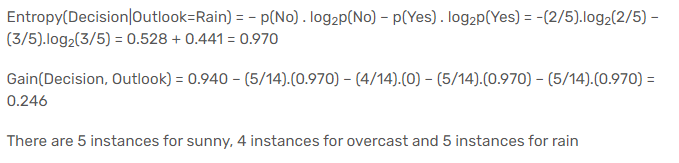 Entropy(Decision|Outlook=Rain) = – p(No) . log₂p(No) – p(Yes) . log₂p(Yes) = -(2/5).log₂(2/5) –
(3/5).log₂(3/5) = 0.528 + 0.441 = 0.970
Gain(Decision, Outlook) = 0.940 – (5/14).(0.970) – (4/14).(0) – (5/14).(0.970) – (5/14).(0.970) =
0.246
There are 5 instances for sunny, 4 instances for overcast and 5 instances for rain